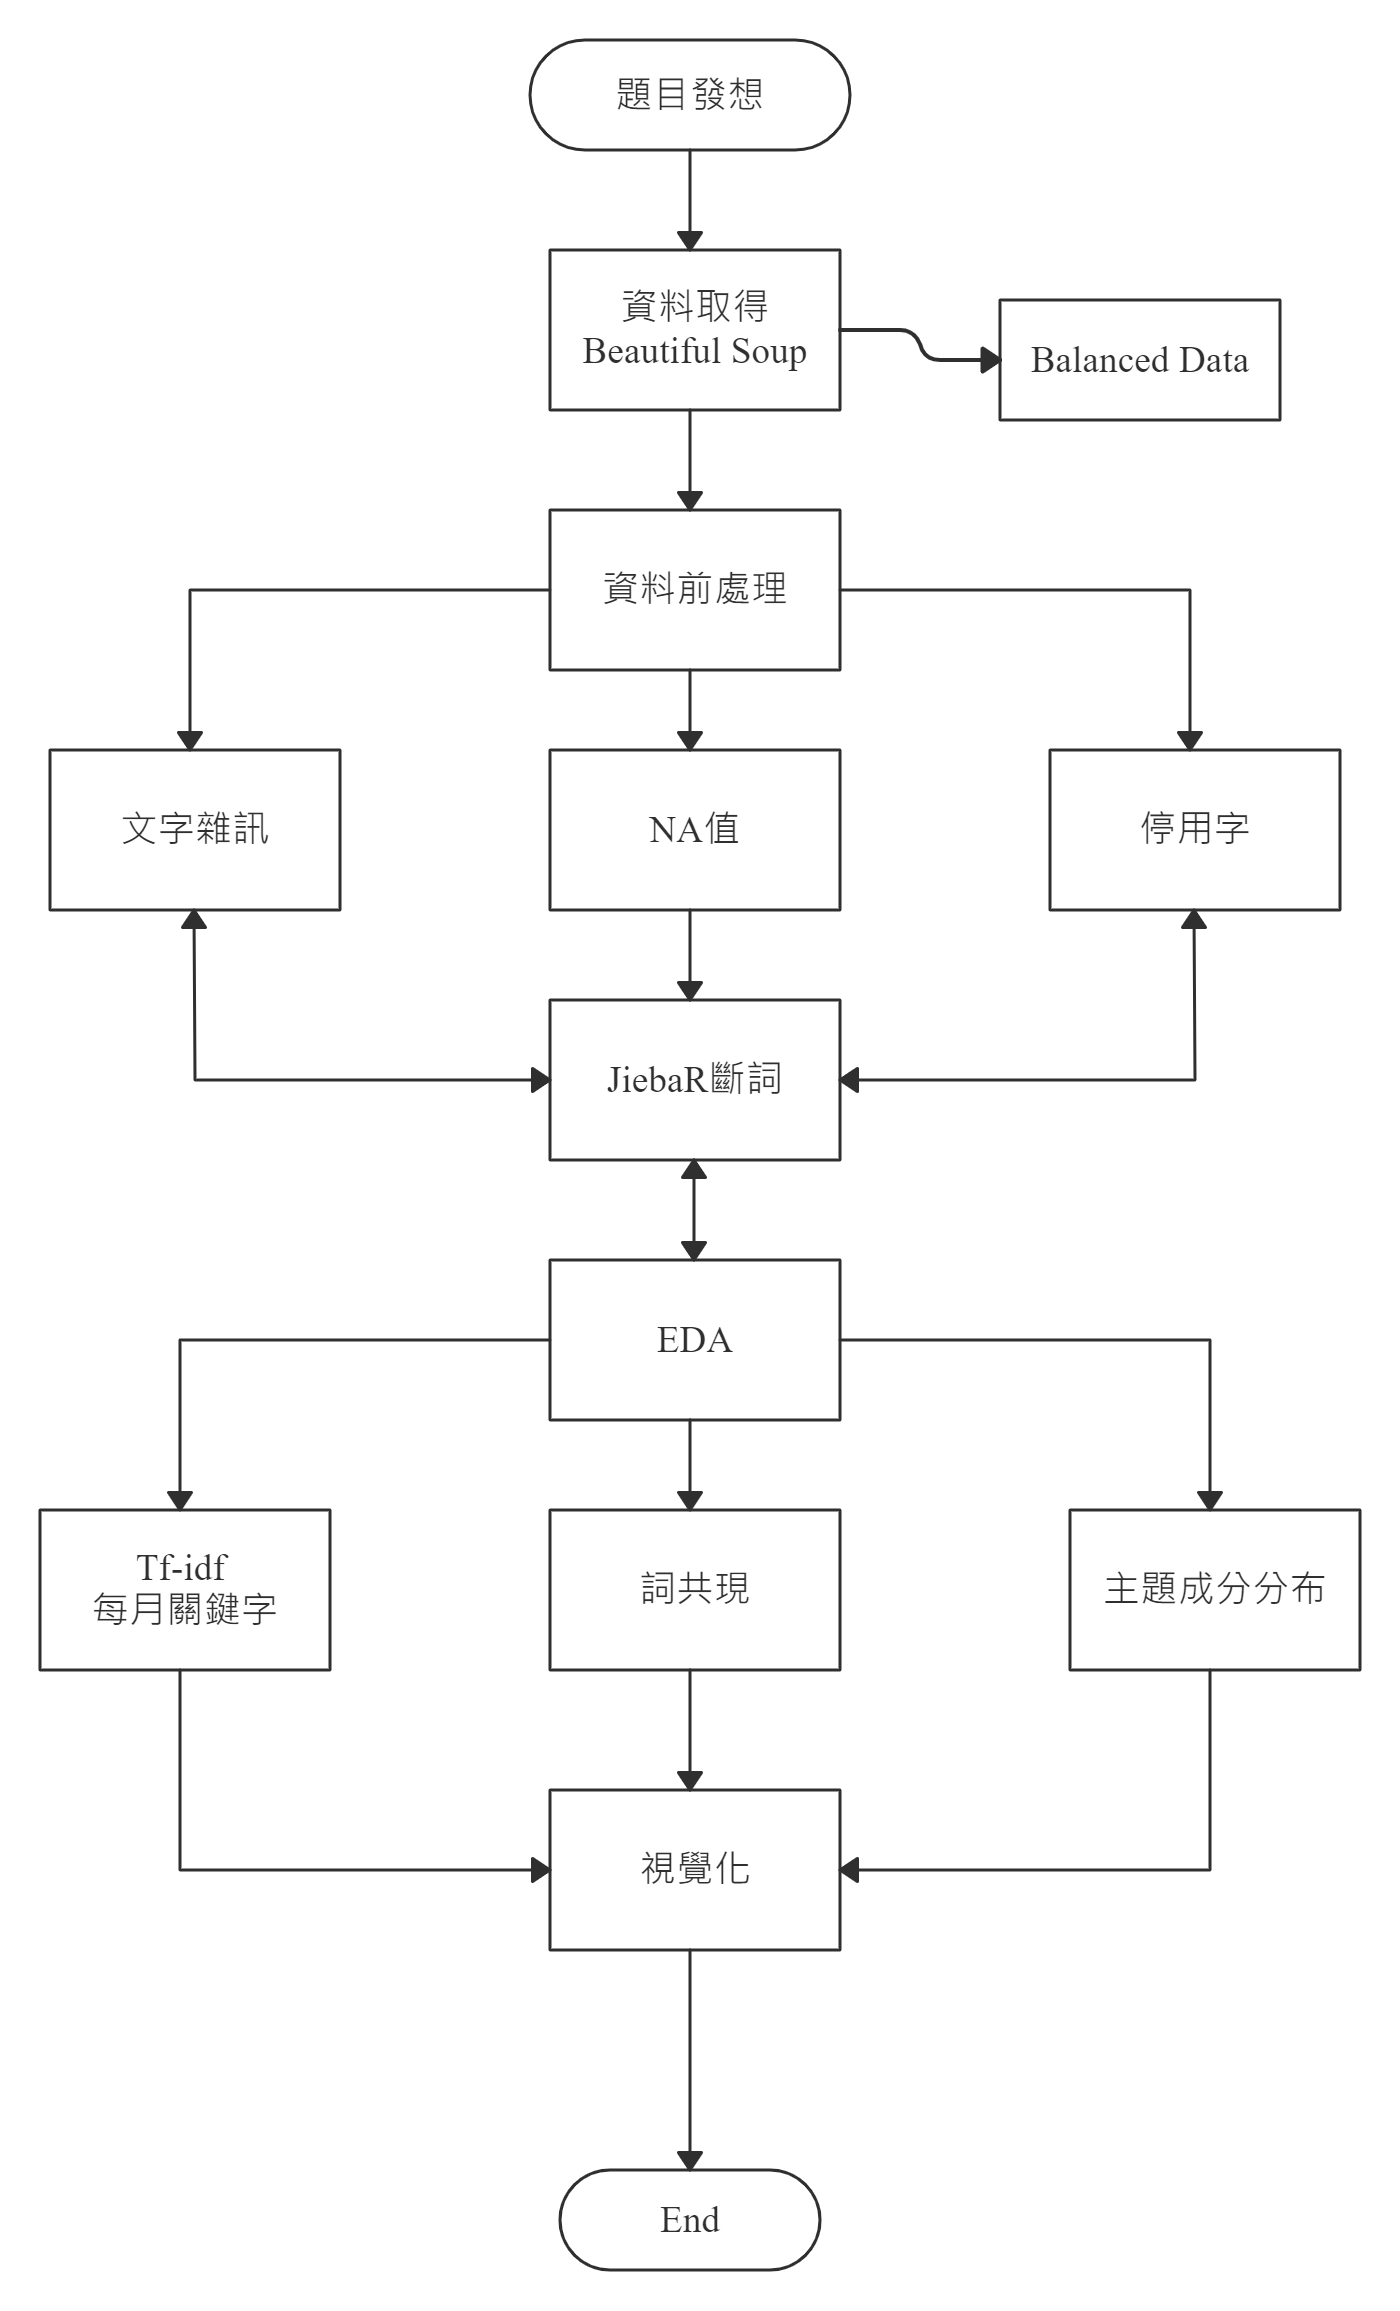 題目發想
資料取得
Beautiful Soup
Balanced Data
資料前處理
文字雜訊
NA值
停用字
JiebaR斷詞
EDA
Tf-idf
每月關鍵字
詞共現
主題成分分布
視覺化
End